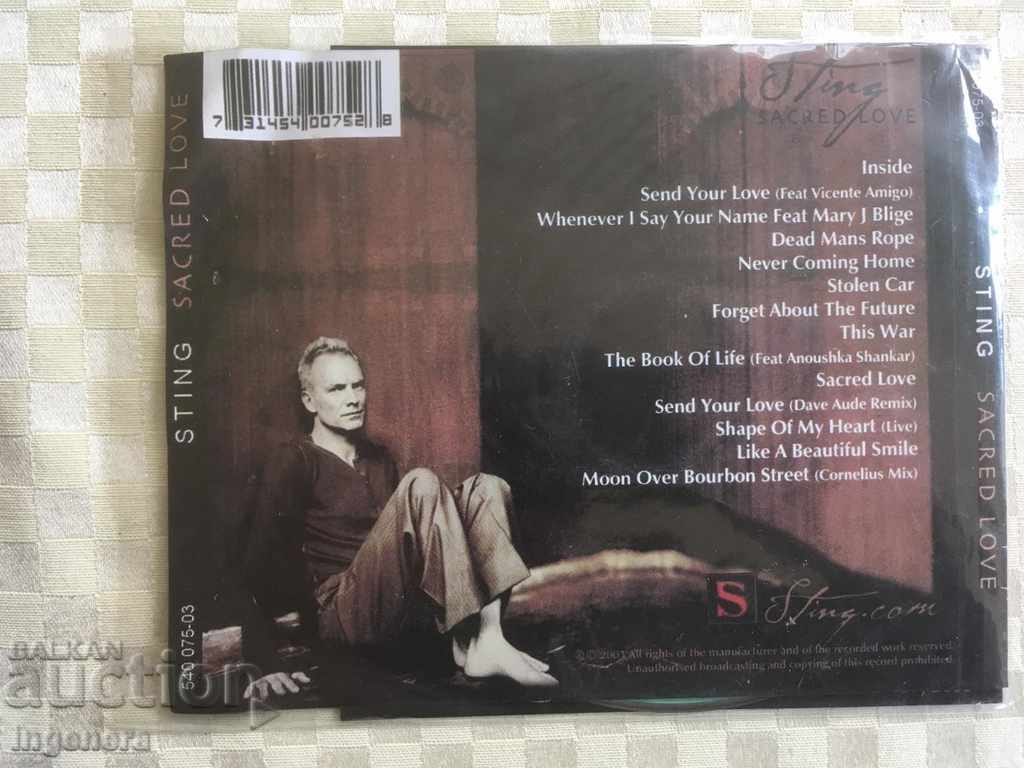 7 31454 00752 8
STING SACRED LOVE
540 075-03
Sting
SACRED LOVE
Inside
Send Your Love (Feat Vicente Amigo)
Whenever I Say Your Name Feat Mary J Blige
Dead Mans Rope
Never Coming Home
Stolen Car
Forget About The Future
This War
The Book Of Life (Feat Anoushka Shankar)
Sacred Love
Send Your Love (Dave Aude Remix)
Shape Of My Heart (Live)
Like A Beautiful Smile
Moon Over Bourbon Street (Cornelius Mix)
S Sting.com
℗ © 2003 All rights of the manufacturer and of the recorded work reserved.
Unauthorised broadcasting and copying of this record prohibited.
075-03
STING SACRED LOVE
BALKAN
auction
Ingenera